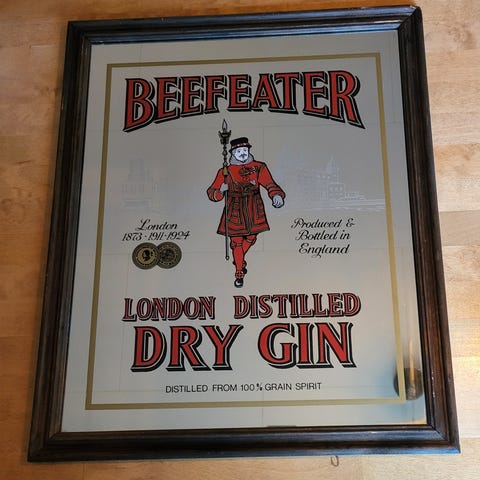 BEEFEATER
London
1873-1911-1924
Produced &
Bottled in
England
LONDON DISTILLED
DRY GIN
DISTILLED FROM 100% GRAIN SPIRIT